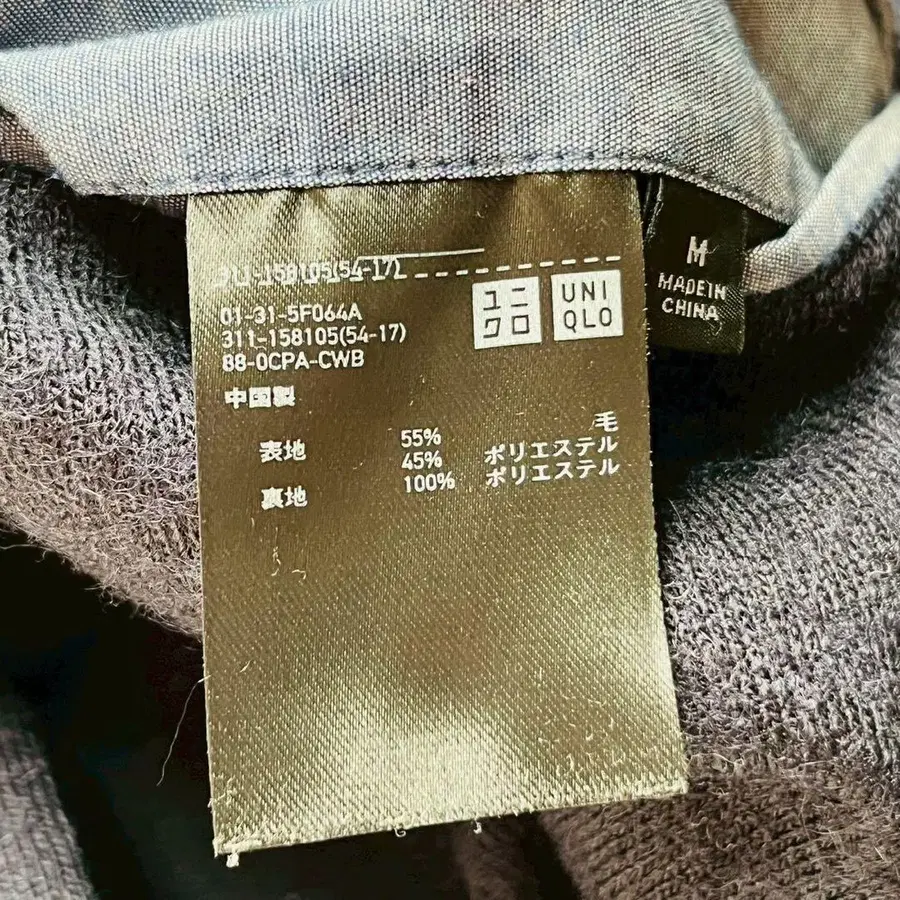 311-158105(54-17)
01-31-5F064A
311-158105(54-17)
88-0CPA-CWB
中国製
ユニ
クロ
UNI
QLO
M
MADE IN
CHINA
表地 55% 毛
45% ポリエステル
裏地 100% ポリエステル